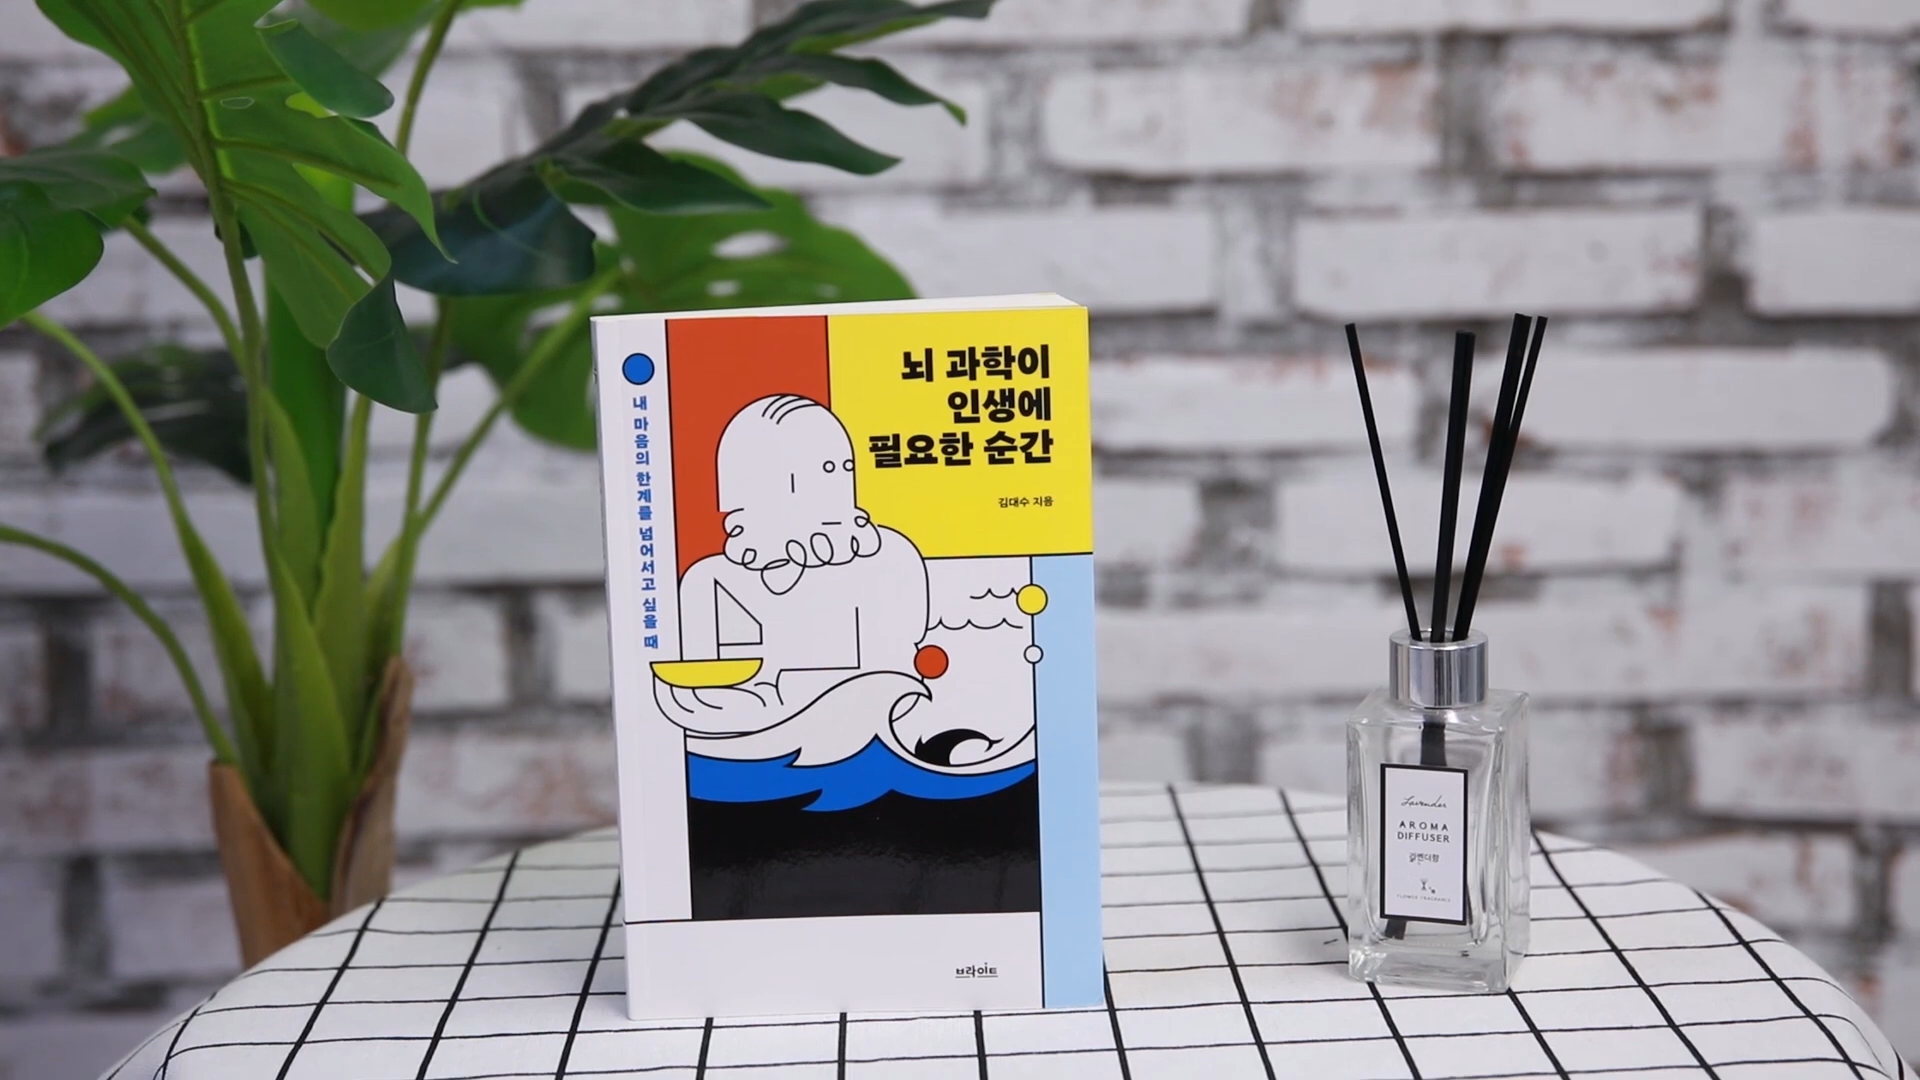 내 마음의 한계를 넘어서고 싶을 때
뇌 과학이
인생에
필요한 순간
김대수 지음
브라이트
Lavender
AROMA
DIFFUSER
라벤더향
FLOWER FRAGRANCE